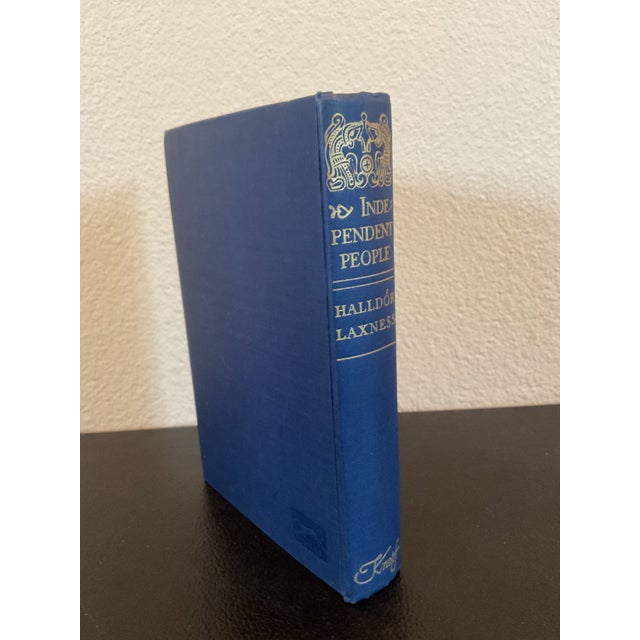 INDE
PENDENT
PEOPLE
HALLDÓR
LAXNESS
Knopf